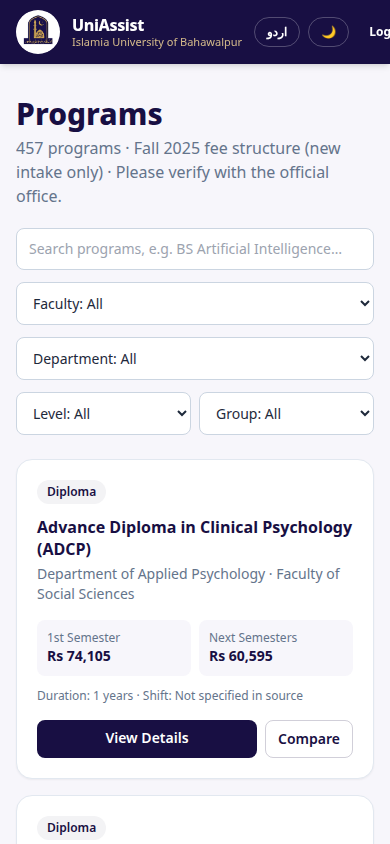 UniAssist
Islamia University of Bahawalpur
اردو
Log
Programs
457 programs · Fall 2025 fee structure (new
intake only) · Please verify with the official
office.
Search programs, e.g. BS Artificial Intelligence...
Faculty: All
Department: All
Level: All
Group: All
Diploma
Advance Diploma in Clinical Psychology
(ADCP)
Department of Applied Psychology · Faculty of
Social Sciences
1st Semester
Next Semesters
Rs 74,105
Rs 60,595
Duration: 1 years · Shift: Not specified in source
View Details
Compare
Diploma